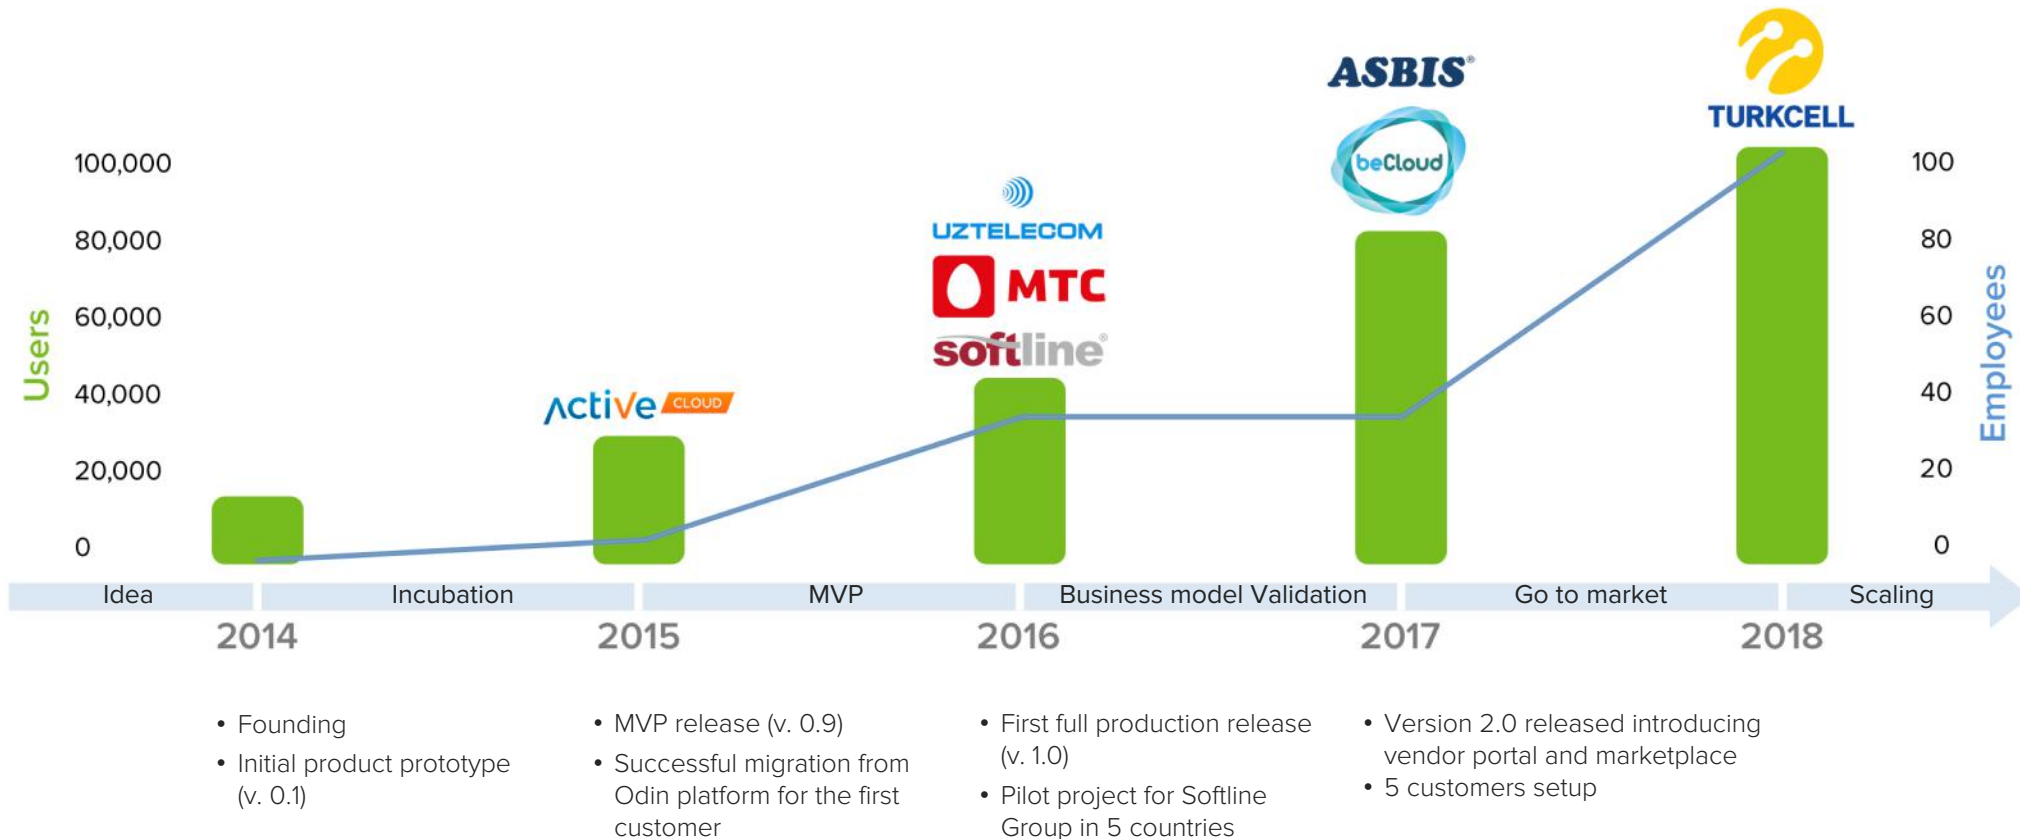 ASBIS®
beCloud
TURKCELL
UZTELECOM
МТС
softline®
Active CLOUD
Users
100,000
80,000
60,000
40,000
20,000
0
100
80
60
40
20
0
Employees
Idea
Incubation
MVP
Business model Validation
Go to market
Scaling
2014
2015
2016
2017
2018
• Founding
• Initial product prototype
(v. 0.1)
• MVP release (v. 0.9)
• Successful migration from
Odin platform for the first
customer
• First full production release
(v. 1.0)
• Pilot project for Softline
Group in 5 countries
• Version 2.0 released introducing
vendor portal and marketplace
• 5 customers setup